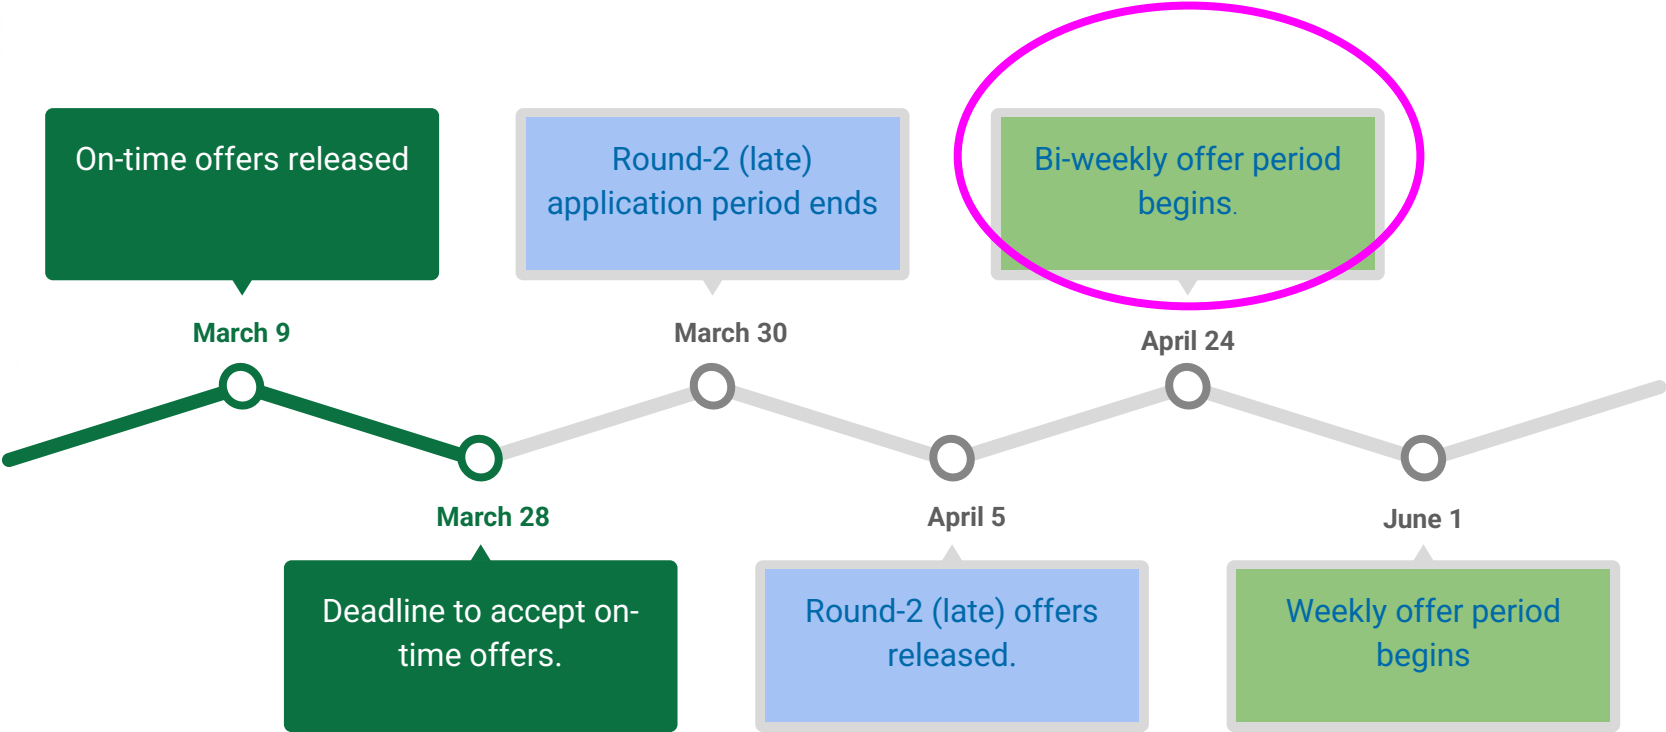 On-time offers released
March 9
Round-2 (late)
application period ends
March 30
Bi-weekly offer period
begins.
April 24
March 28
Deadline to accept on-
time offers.
April 5
Round-2 (late) offers
released.
June 1
Weekly offer period
begins